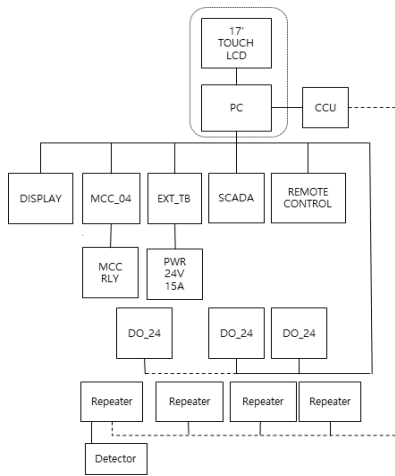 17'
TOUCH
LCD
PC
CCU
DISPLAY
MCC_04
EXT_TB
SCADA
REMOTE
CONTROL
MCC
RLY
PWR
24V
15A
DO_24
DO_24
DO_24
Repeater
Repeater
Repeater
Repeater
Detector